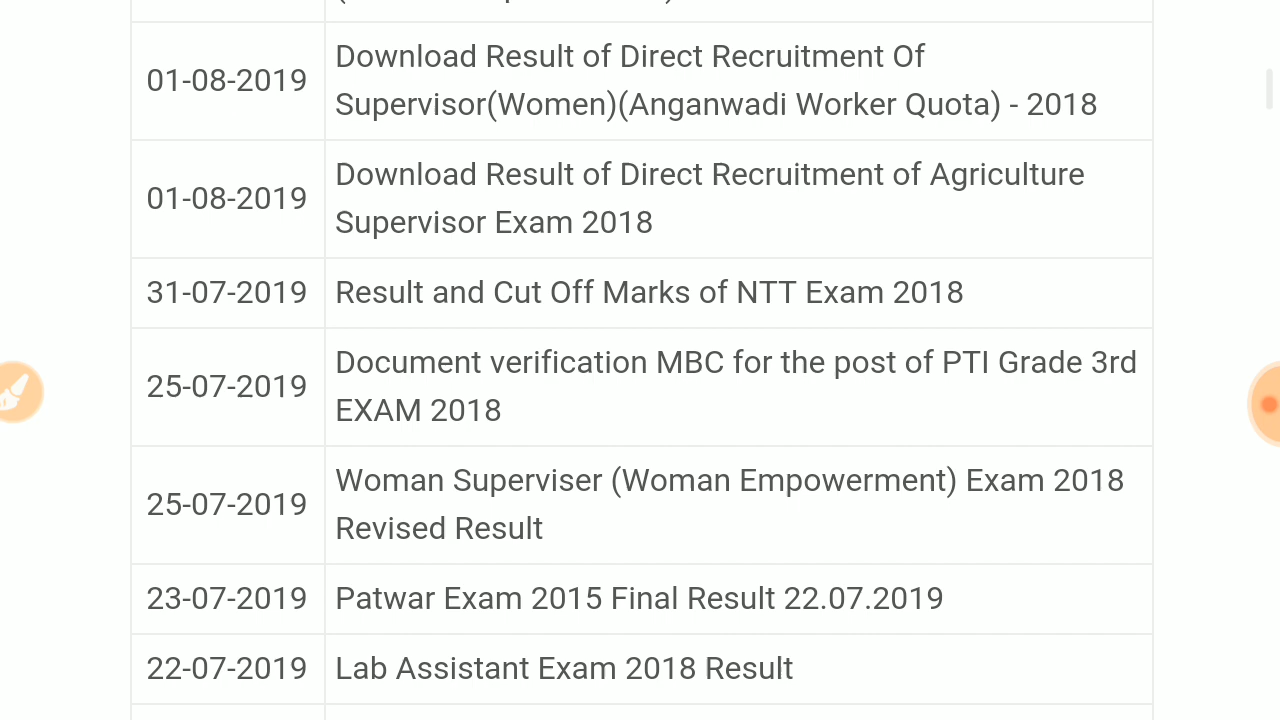 01-08-2019
Download Result of Direct Recruitment Of
Supervisor(Women)(Anganwadi Worker Quota) - 2018
01-08-2019
Download Result of Direct Recruitment of Agriculture
Supervisor Exam 2018
31-07-2019
Result and Cut Off Marks of NTT Exam 2018
25-07-2019
Document verification MBC for the post of PTI Grade 3rd
EXAM 2018
25-07-2019
Woman Superviser (Woman Empowerment) Exam 2018
Revised Result
23-07-2019
Patwar Exam 2015 Final Result 22.07.2019
22-07-2019
Lab Assistant Exam 2018 Result